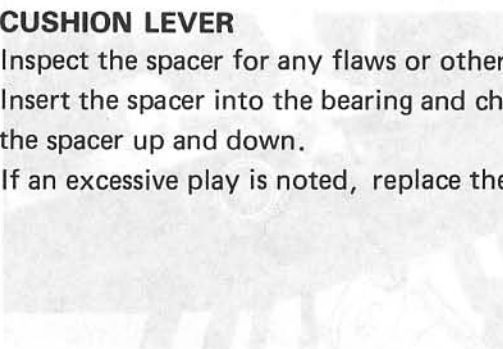 CUSHION LEVER
Inspect the spacer for any flaws or other
Insert the spacer into the bearing and ch
the spacer up and down.
If an excessive play is noted, replace the